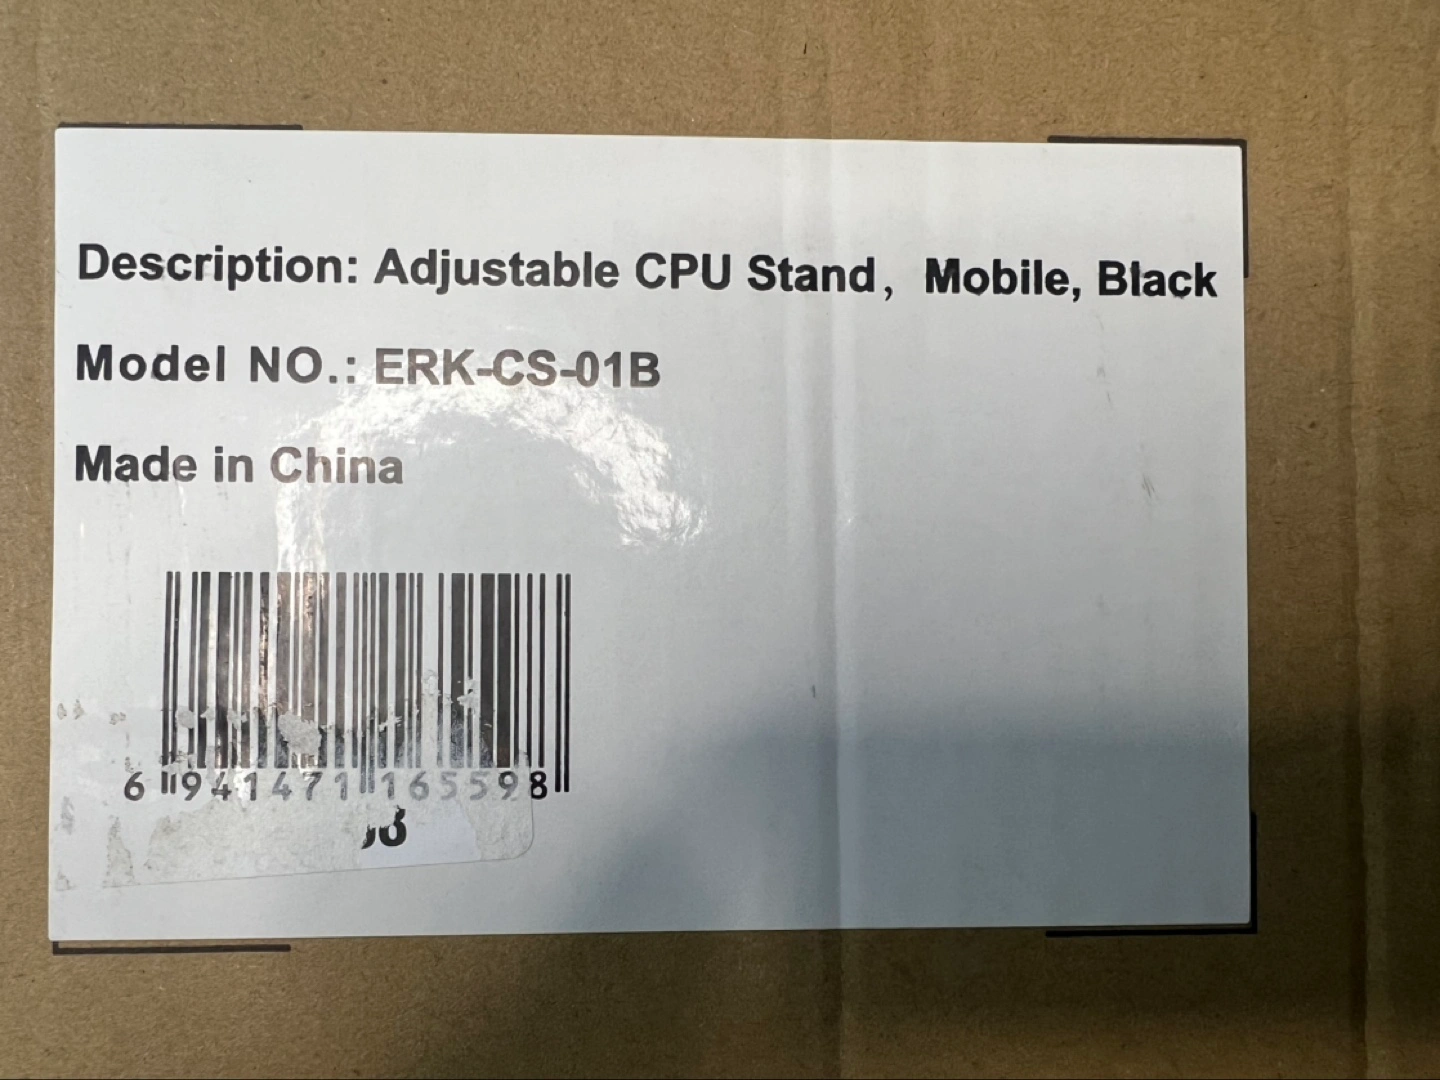 Description: Adjustable CPU Stand, Mobile, Black
Model NO.: ERK-CS-01B
Made in China
6 941471 165598